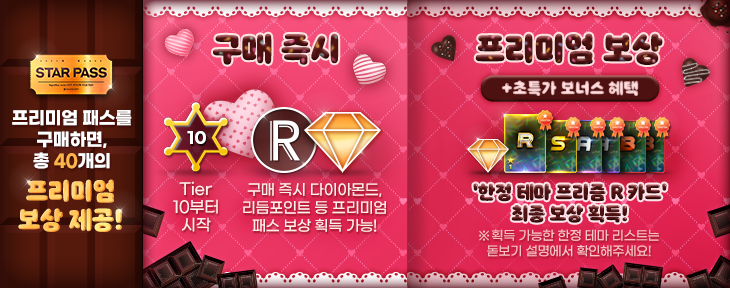 STAR PASS
프리미엄 패스를
구매하면,
총 40개의
프리미엄
보상 제공!
구매 즉시
10
Tier
10부터
시작
R
구매 즉시 다이아몬드,
리듬포인트 등 프리미엄
패스 보상 획득 가능!
프리미엄 보상
+초특가 보너스 혜택
R S A A B B
'한정 테마 프리즘 R 카드'
최종 보상 획득!
※ 획득 가능한 한정 테마 리스트는
돋보기 설명에서 확인해주세요!